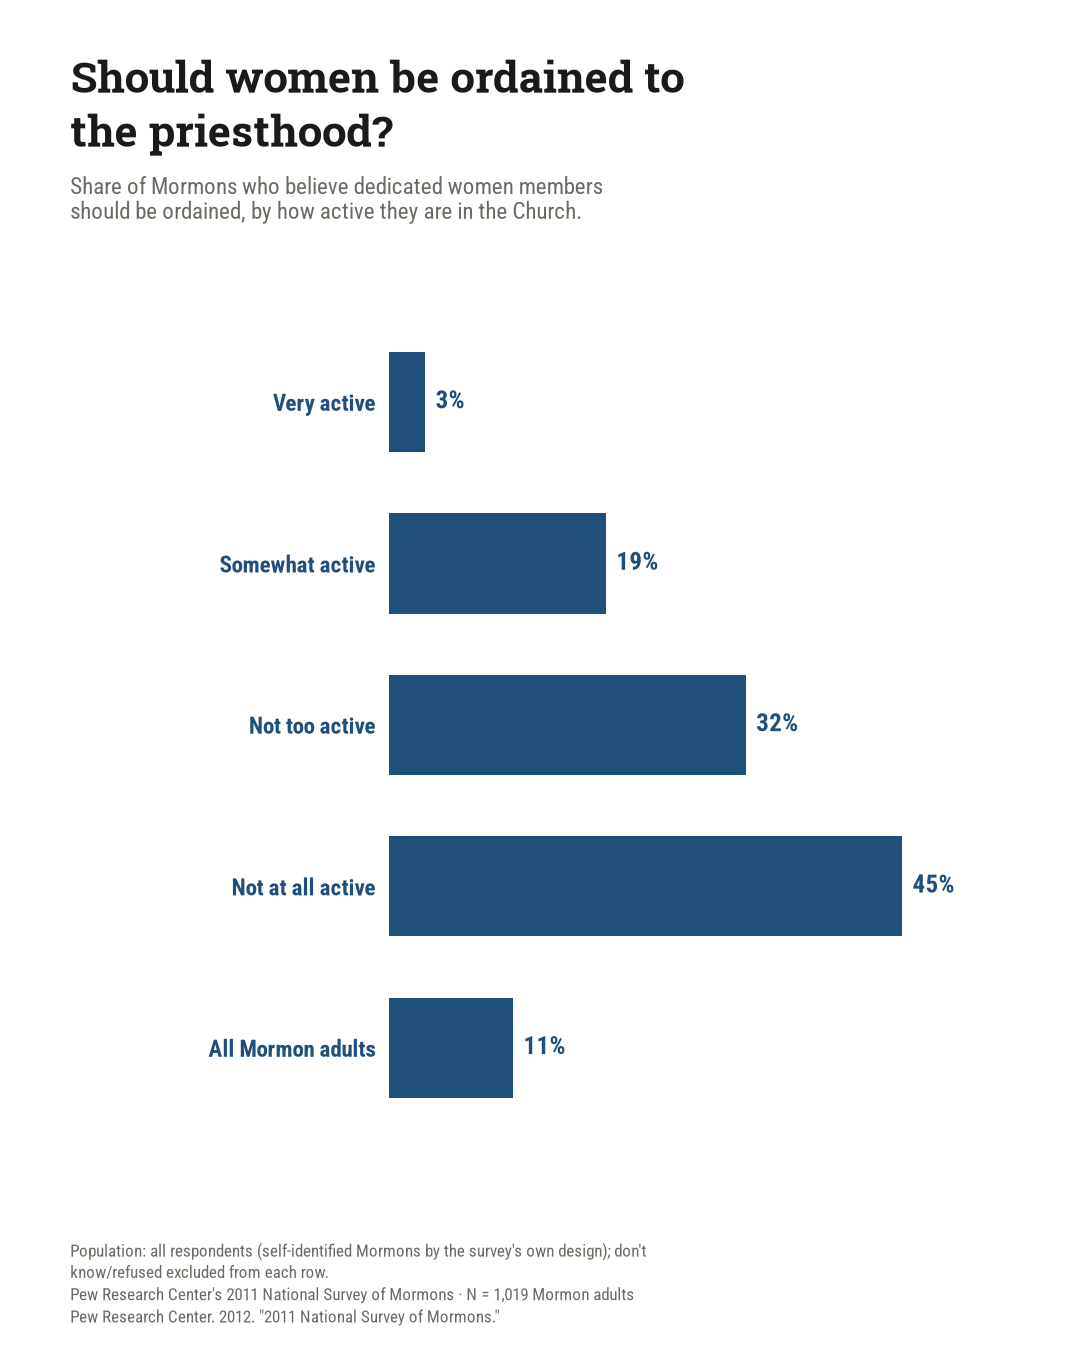 Should women be ordained to
the priesthood?
Share of Mormons who believe dedicated women members
should be ordained, by how active they are in the Church.
Very active 3%
Somewhat active 19%
Not too active 32%
Not at all active 45%
All Mormon adults 11%
Population: all respondents (self-identified Mormons by the survey's own design); don't
know/refused excluded from each row.
Pew Research Center's 2011 National Survey of Mormons · N = 1,019 Mormon adults
Pew Research Center. 2012. "2011 National Survey of Mormons."